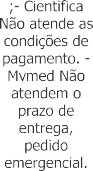 ;- Cientifica
Não atende as
condições de
pagamento. -
Mvmed Não
atendem o
prazo de
entrega,
pedido
emergencial.